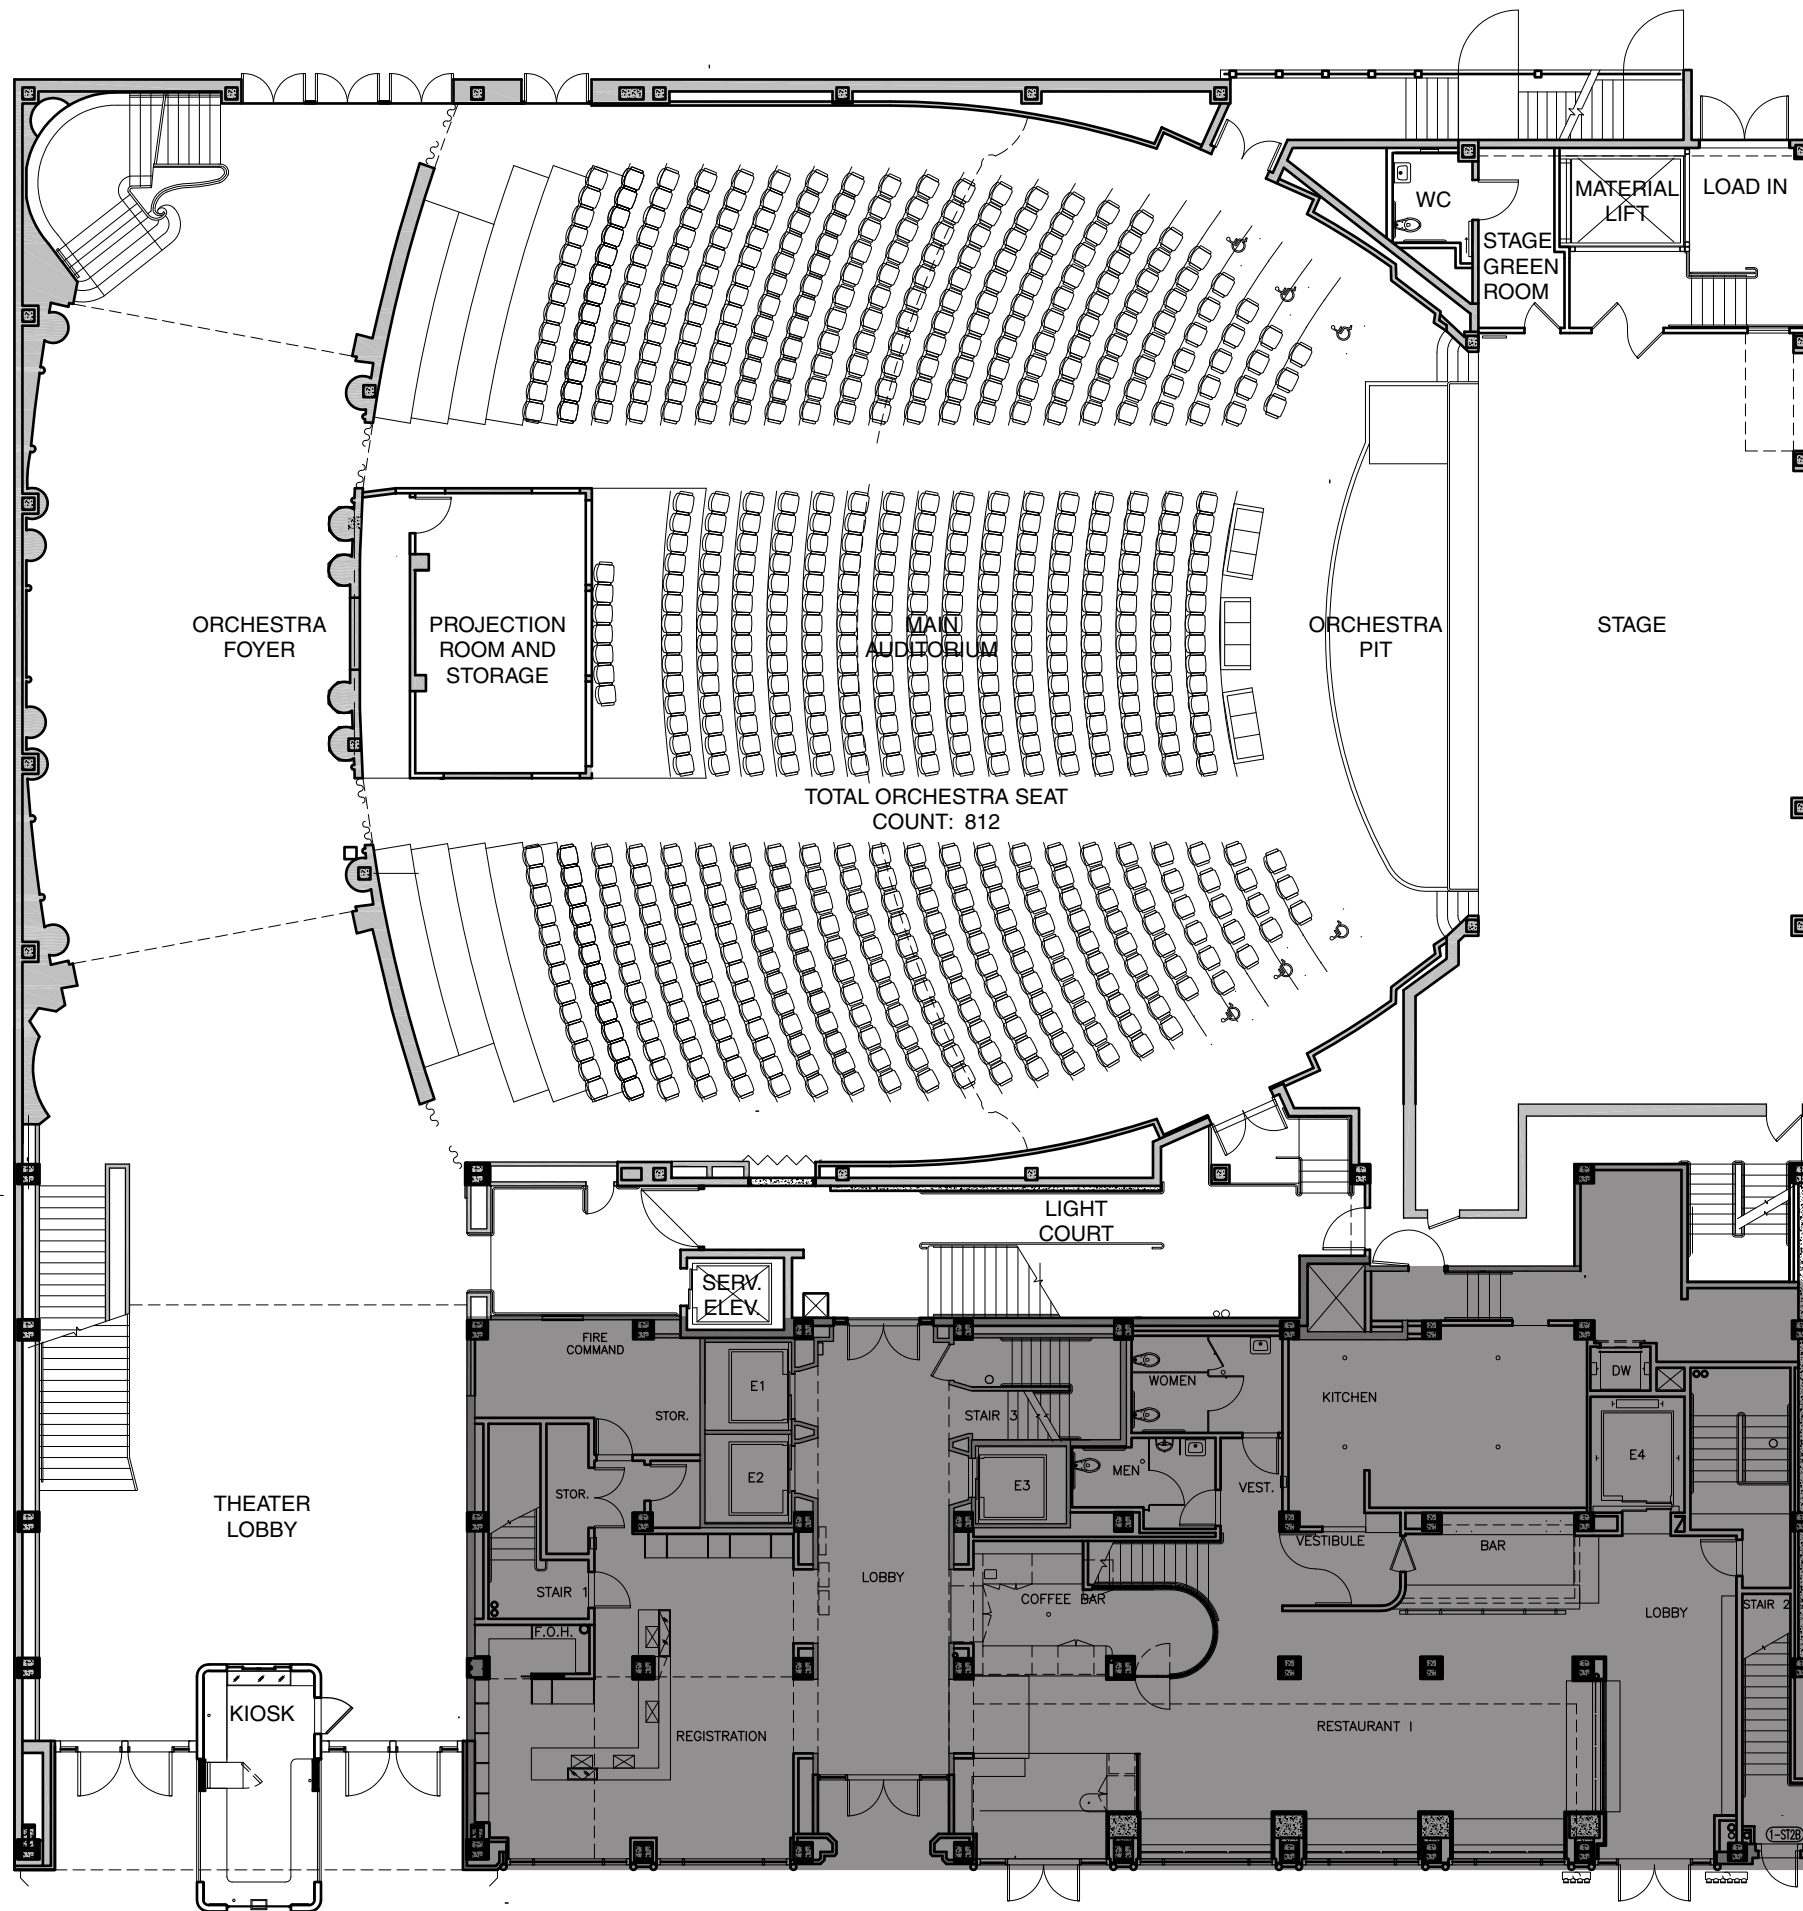 WC
MATERIAL
LIFT
LOAD IN
STAGE
GREEN
ROOM
ORCHESTRA
FOYER
PROJECTION
ROOM AND
STORAGE
MAIN
AUDITORIUM
ORCHESTRA
PIT
STAGE
TOTAL ORCHESTRA SEAT
COUNT: 812
LIGHT
COURT
SERV.
ELEV.
FIRE
COMMAND
E1
STOR.
STAIR 3
WOMEN
KITCHEN
DW
E2
E3
MEN
VEST.
E4
STOR.
THEATER
LOBBY
VESTIBULE
BAR
STAIR 1
LOBBY
COFFEE BAR
LOBBY
STAIR 2
F.O.H.
KIOSK
REGISTRATION
RESTAURANT I
1-ST2B